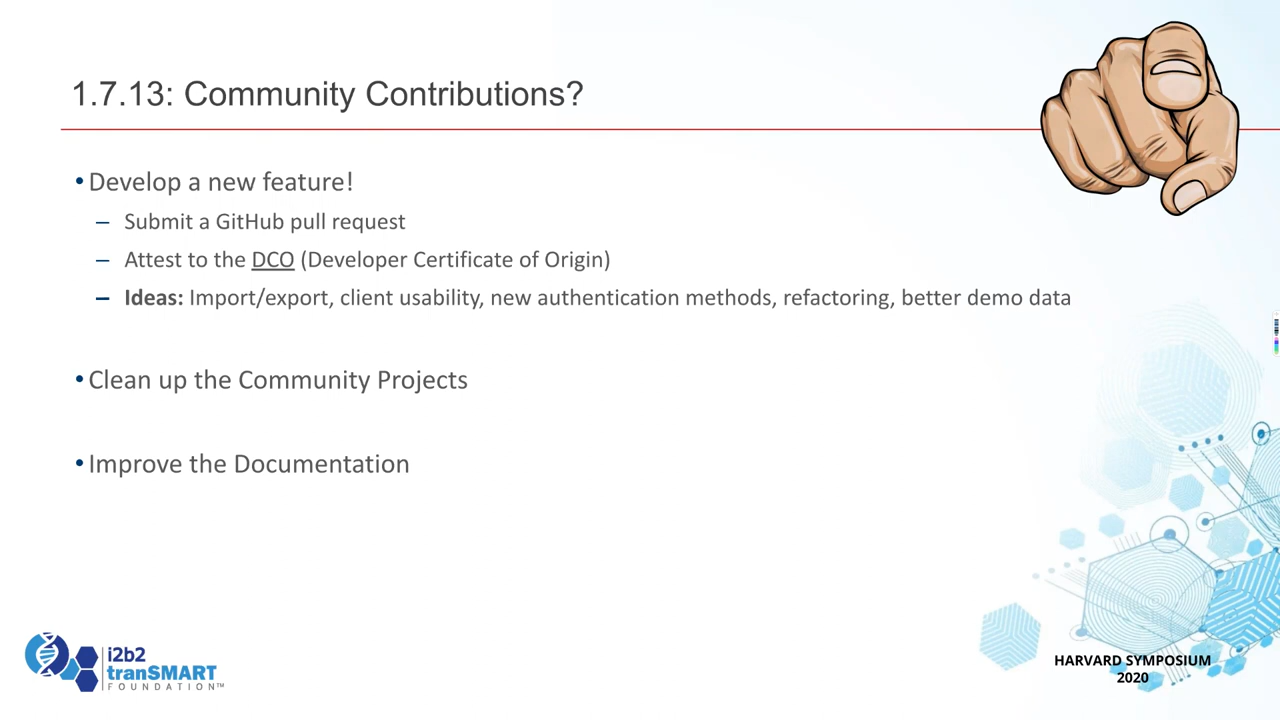 1.7.13: Community Contributions?
•Develop a new feature!
– Submit a GitHub pull request
– Attest to the DCO (Developer Certificate of Origin)
– Ideas: Import/export, client usability, new authentication methods, refactoring, better demo data
•Clean up the Community Projects
•Improve the Documentation
i2b2
tranSMART
FOUNDATION™
HARVARD SYMPOSIUM
2020